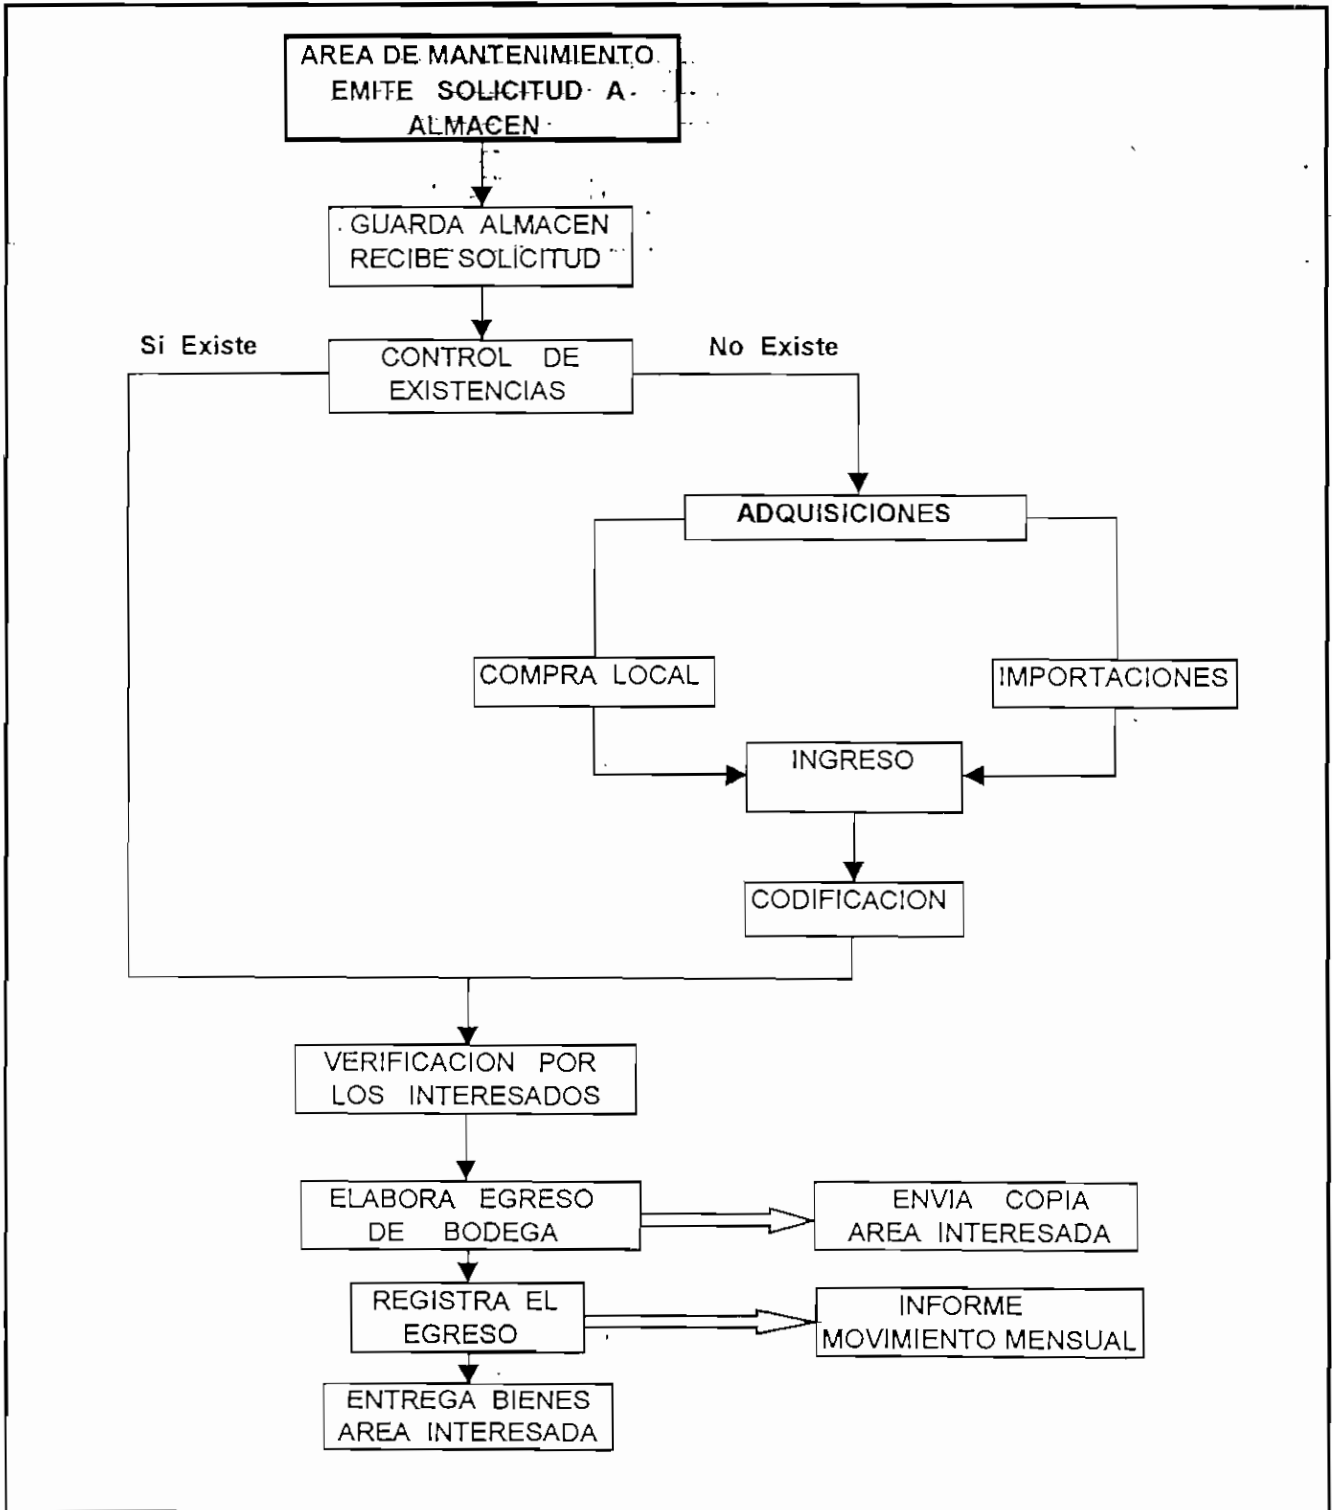 AREA DE MANTENIMIENTO
EMITE SOLICITUD A
ALMACEN
GUARDA ALMACEN
RECIBE SOLICITUD
Si Existe
CONTROL DE
EXISTENCIAS
No Existe
ADQUISICIONES
COMPRA LOCAL
IMPORTACIONES
INGRESO
CODIFICACION
VERIFICACION POR
LOS INTERESADOS
ELABORA EGRESO
DE BODEGA
ENVIA COPIA
AREA INTERESADA
REGISTRA EL
EGRESO
INFORME
MOVIMIENTO MENSUAL
ENTREGA BIENES
AREA INTERESADA